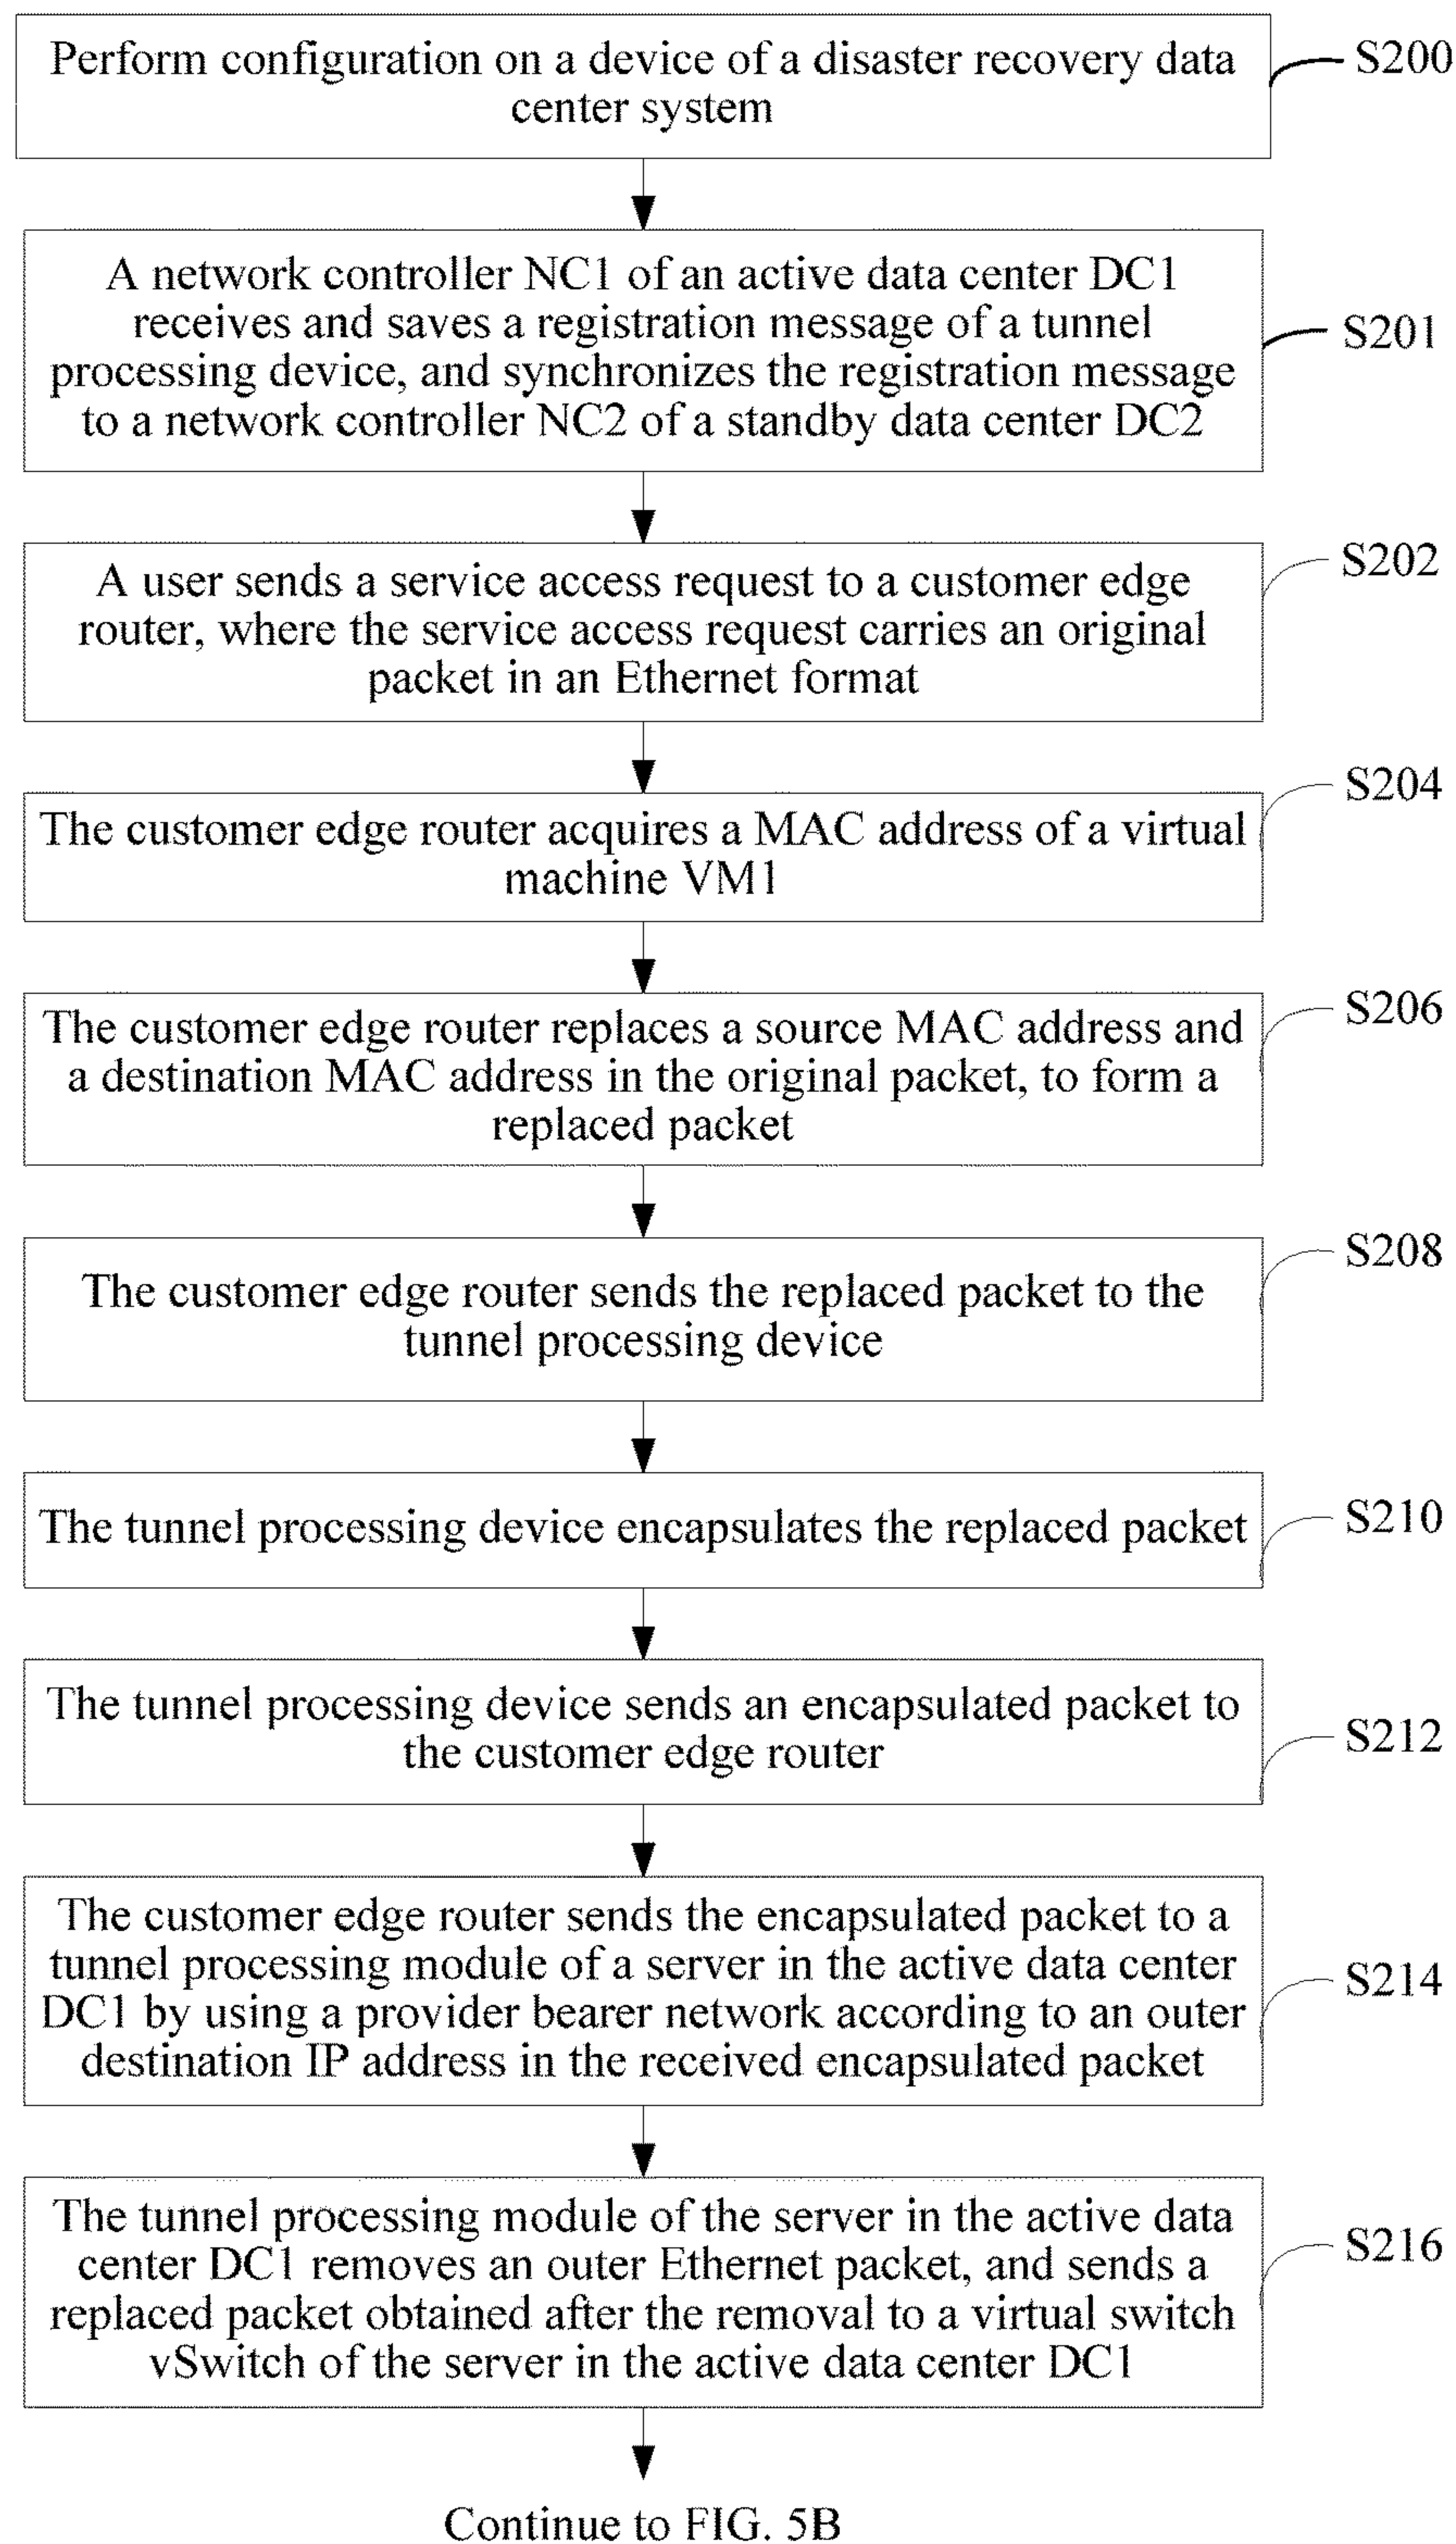 Perform configuration on a device of a disaster recovery data
center system
S200
A network controller NC1 of an active data center DC1
receives and saves a registration message of a tunnel
processing device, and synchronizes the registration message
to a network controller NC2 of a standby data center DC2
S201
A user sends a service access request to a customer edge
router, where the service access request carries an original
packet in an Ethernet format
S202
The customer edge router acquires a MAC address of a virtual
machine VM1
S204
The customer edge router replaces a source MAC address and
a destination MAC address in the original packet, to form a
replaced packet
S206
The customer edge router sends the replaced packet to the
tunnel processing device
S208
The tunnel processing device encapsulates the replaced packet
S210
The tunnel processing device sends an encapsulated packet to
the customer edge router
S212
The customer edge router sends the encapsulated packet to a
tunnel processing module of a server in the active data center
DC1 by using a provider bearer network according to an outer
destination IP address in the received encapsulated packet
S214
The tunnel processing module of the server in the active data
center DC1 removes an outer Ethernet packet, and sends a
replaced packet obtained after the removal to a virtual switch
vSwitch of the server in the active data center DC1
S216
Continue to FIG. 5B